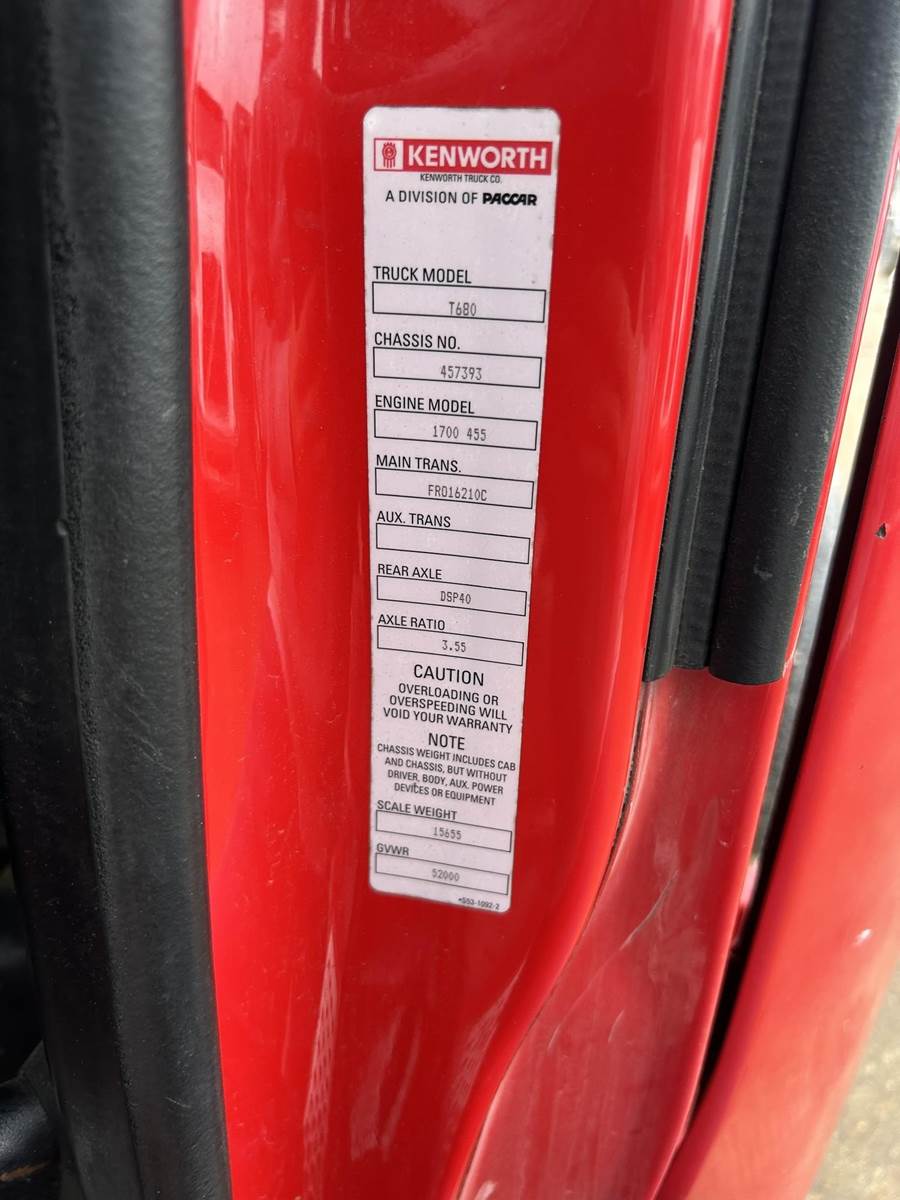 KENWORTH
KENWORTH TRUCK CO.
A DIVISION OF PACCAR
TRUCK MODEL
T680
CHASSIS NO.
457393
ENGINE MODEL
1700 455
MAIN TRANS.
FRO16210C
AUX. TRANS
REAR AXLE
DSP40
AXLE RATIO
3.55
CAUTION
OVERLOADING OR
OVERSPEEDING WILL
VOID YOUR WARRANTY
NOTE
CHASSIS WEIGHT INCLUDES CAB
AND CHASSIS, BUT WITHOUT
DRIVER, BODY, AUX. POWER
DEVICES OR EQUIPMENT
SCALE WEIGHT
15655
GVWR
52000